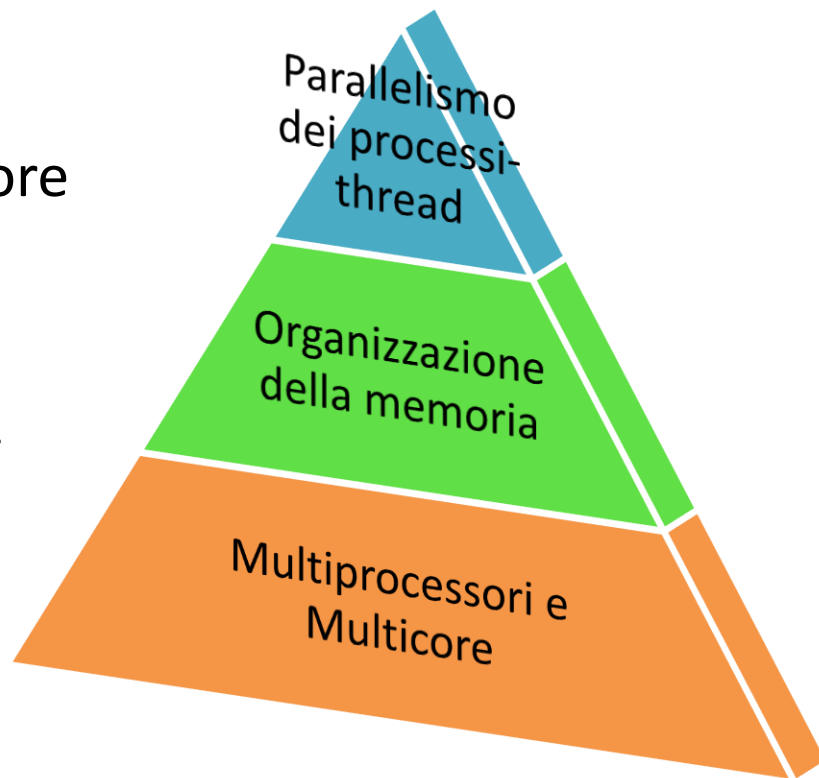 Parallelismo
dei processi-
thread
ore
Organizzazione
della memoria
Multiprocessori e
Multicore